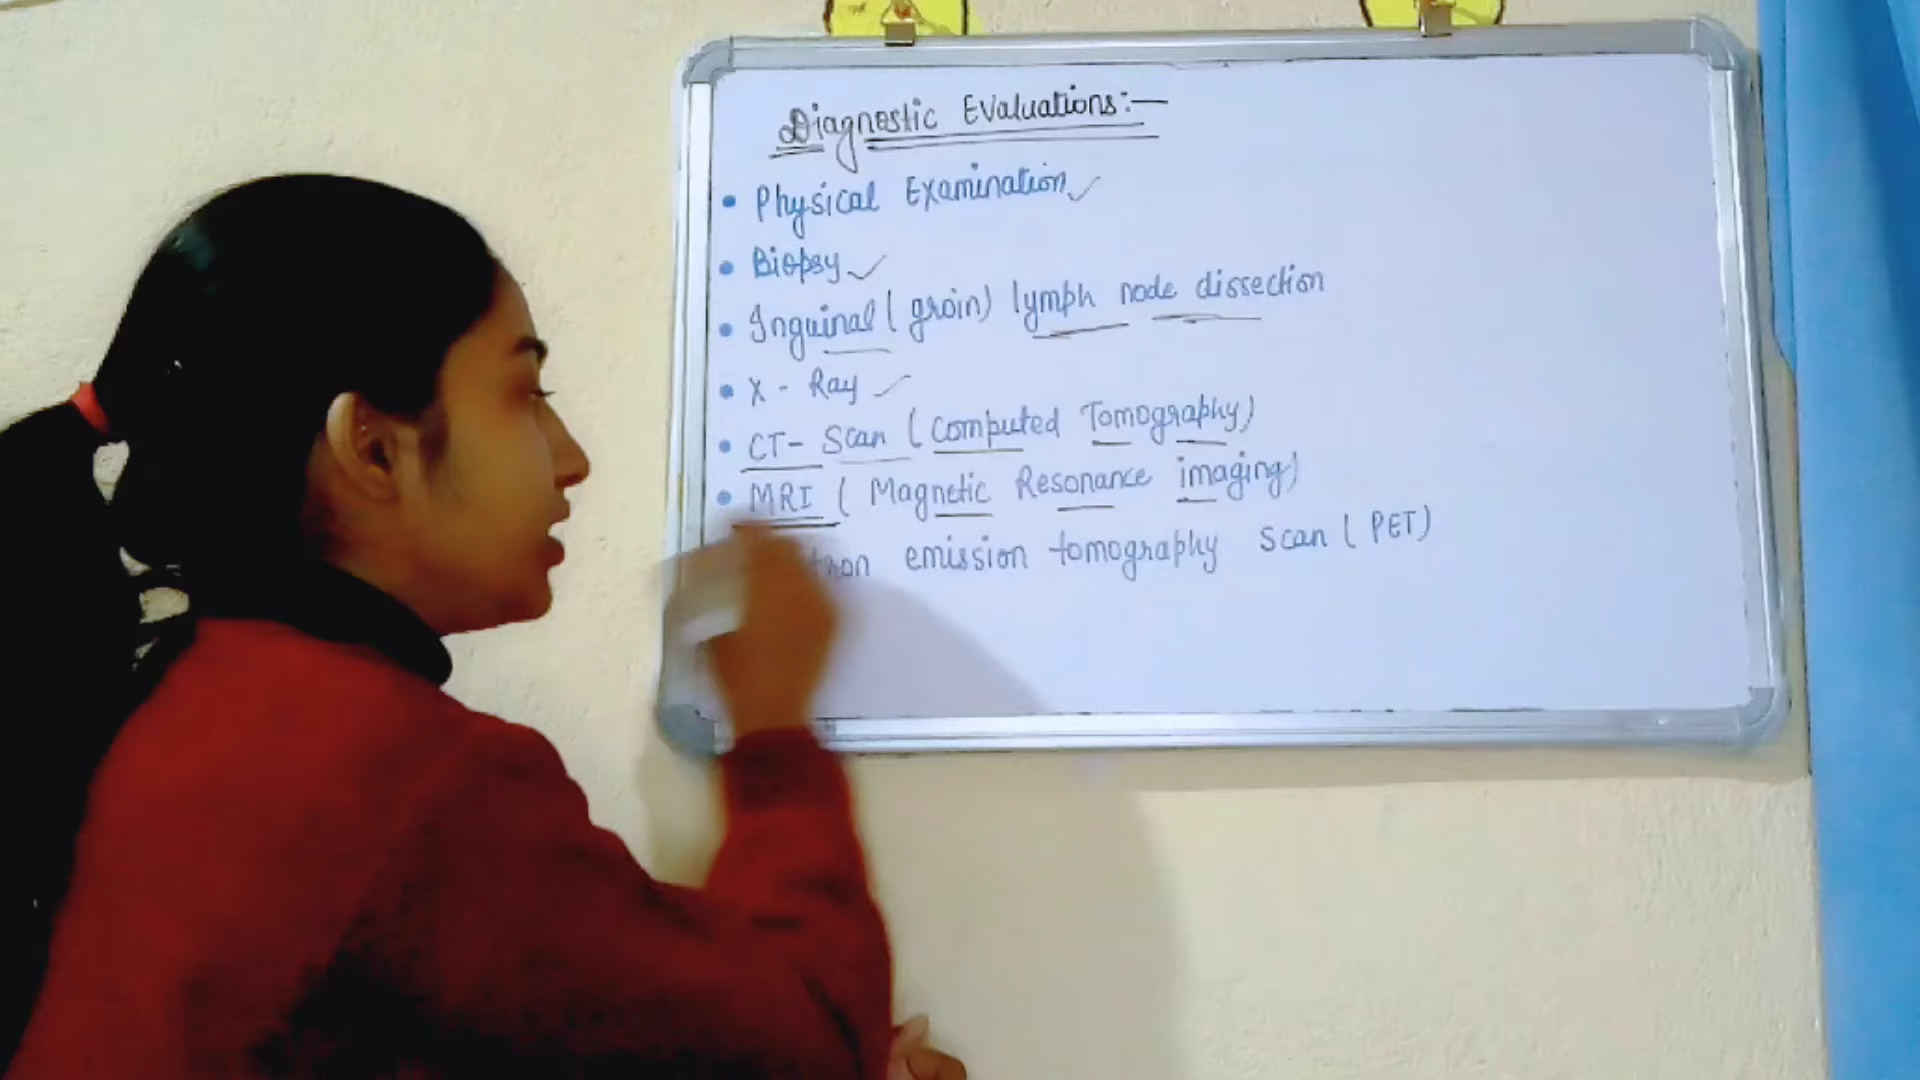 Diagnostic Evaluations:-
• Physical Examination ✓
• Biopsy ✓
• Inguinal (groin) lymph node dissection
• X - Ray ✓
• CT- Scan (Computed Tomography)
• MRI ( Magnetic Resonance imaging)
emission tomography scan ( PET)